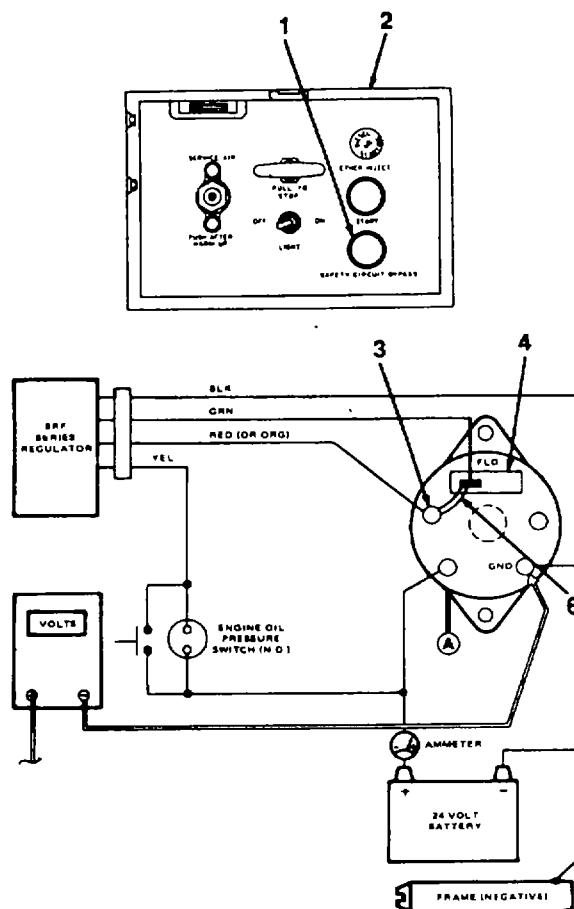 1
2
SERVICE AIR
PUSH AFTER
WARM UP
PULL TO
STOP
OFF
ON
LIGHT
ETHER INJECT
START
SAFETY CIRCUIT BYPASS
3
4
BLK
GRN
RED (OR ORG)
YEL
SERIES
REGULATOR
FLD
GND
6
A
VOLTS
ENGINE OIL
PRESSURE
SWITCH (N O)
+
-
AMMETER
+
-
24 VOLT
BATTERY
FRAME (NEGATIVE)